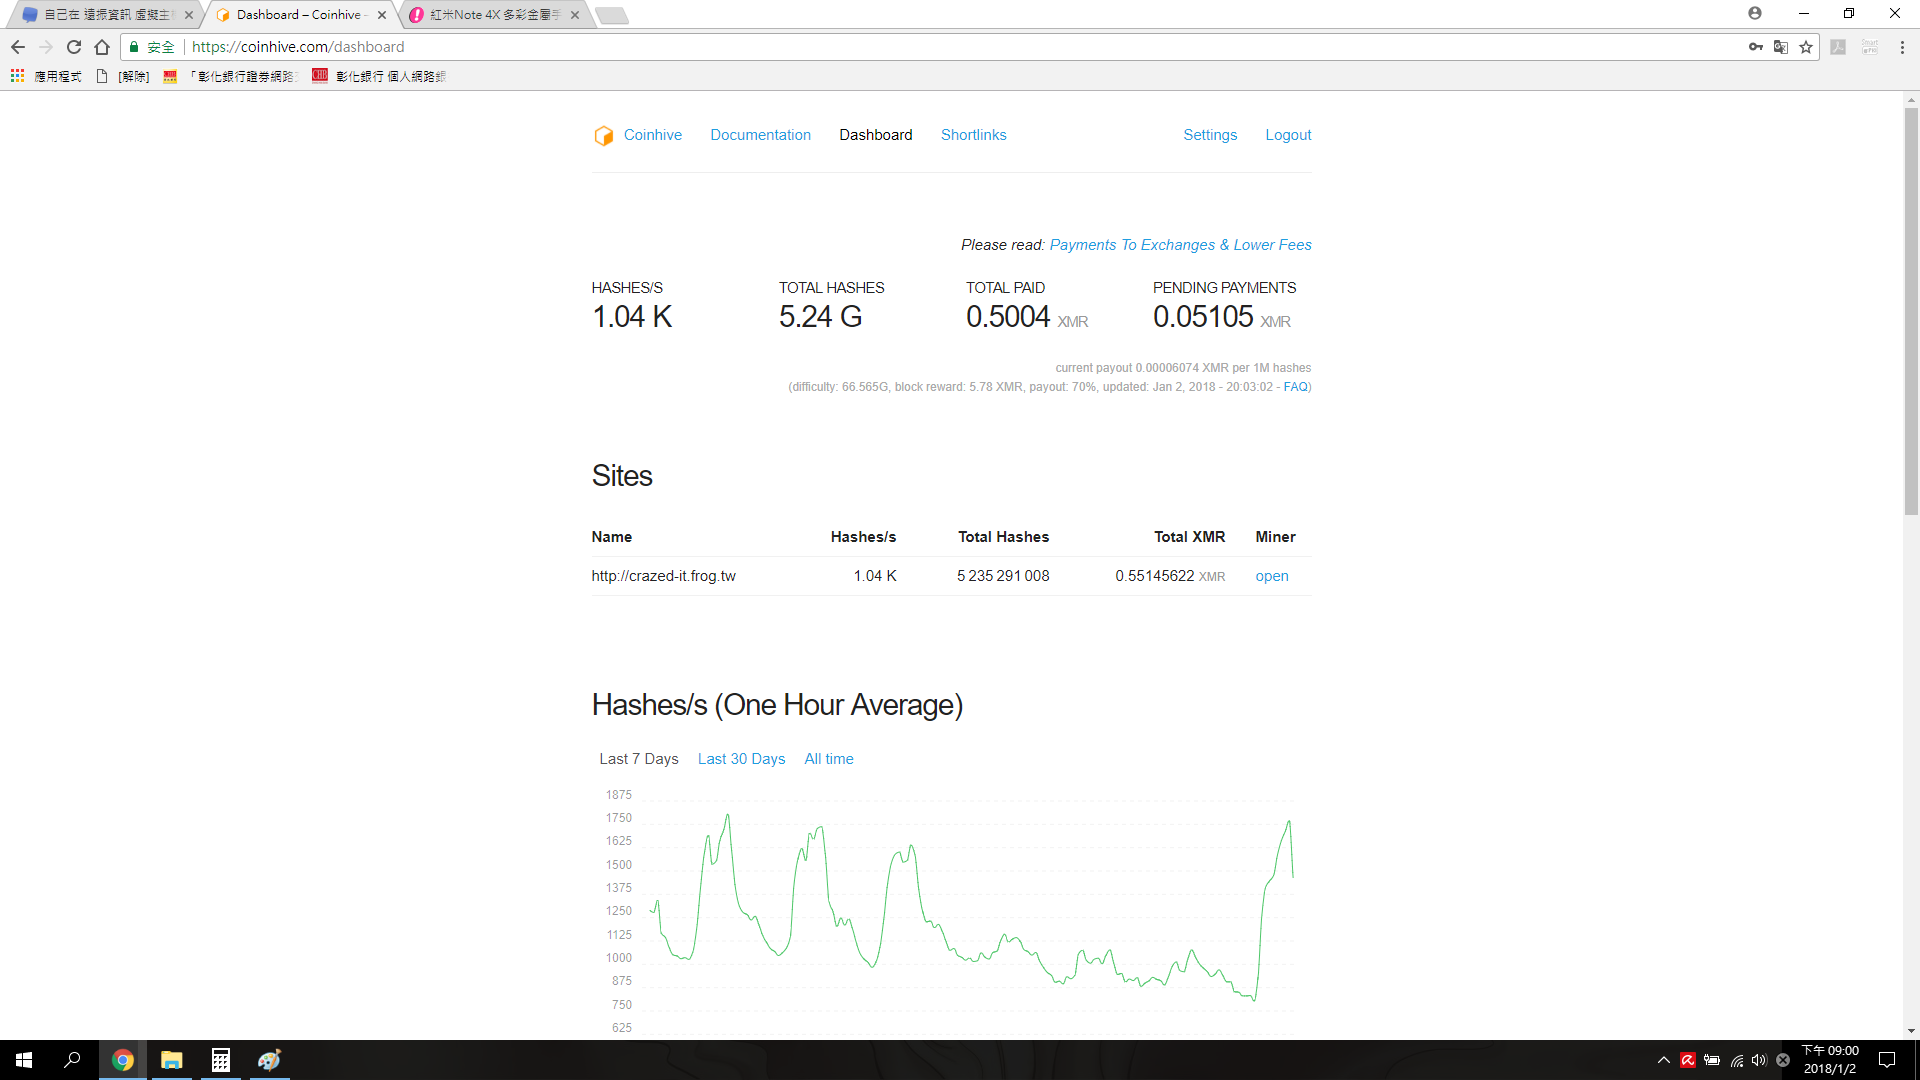 自己在 遠振資訊 虛擬主
Dashboard – Coinhive -
紅米Note 4X 多彩金屬手
安全
https://coinhive.com/dashboard
應用程式
[解除]
「彰化銀行證券網路
彰化銀行 個人網路銀
Coinhive
Documentation
Dashboard
Shortlinks
Settings
Logout
Please read: Payments To Exchanges & Lower Fees
HASHES/S
TOTAL HASHES
TOTAL PAID
PENDING PAYMENTS
1.04 K
5.24 G
0.5004 XMR
0.05105 XMR
current payout 0.00006074 XMR per 1M hashes
(difficulty: 66.565G, block reward: 5.78 XMR, payout: 70%, updated: Jan 2, 2018 - 20:03:02 - FAQ)
Sites
Name Hashes/s Total Hashes Total XMR Miner
http://crazed-it.frog.tw 1.04 K 5 235 291 008 0.55145622 XMR open
Hashes/s (One Hour Average)
Last 7 Days
Last 30 Days
All time
1875
1750
1625
1500
1375
1250
1125
1000
875
750
625
下午 09:00
2018/1/2